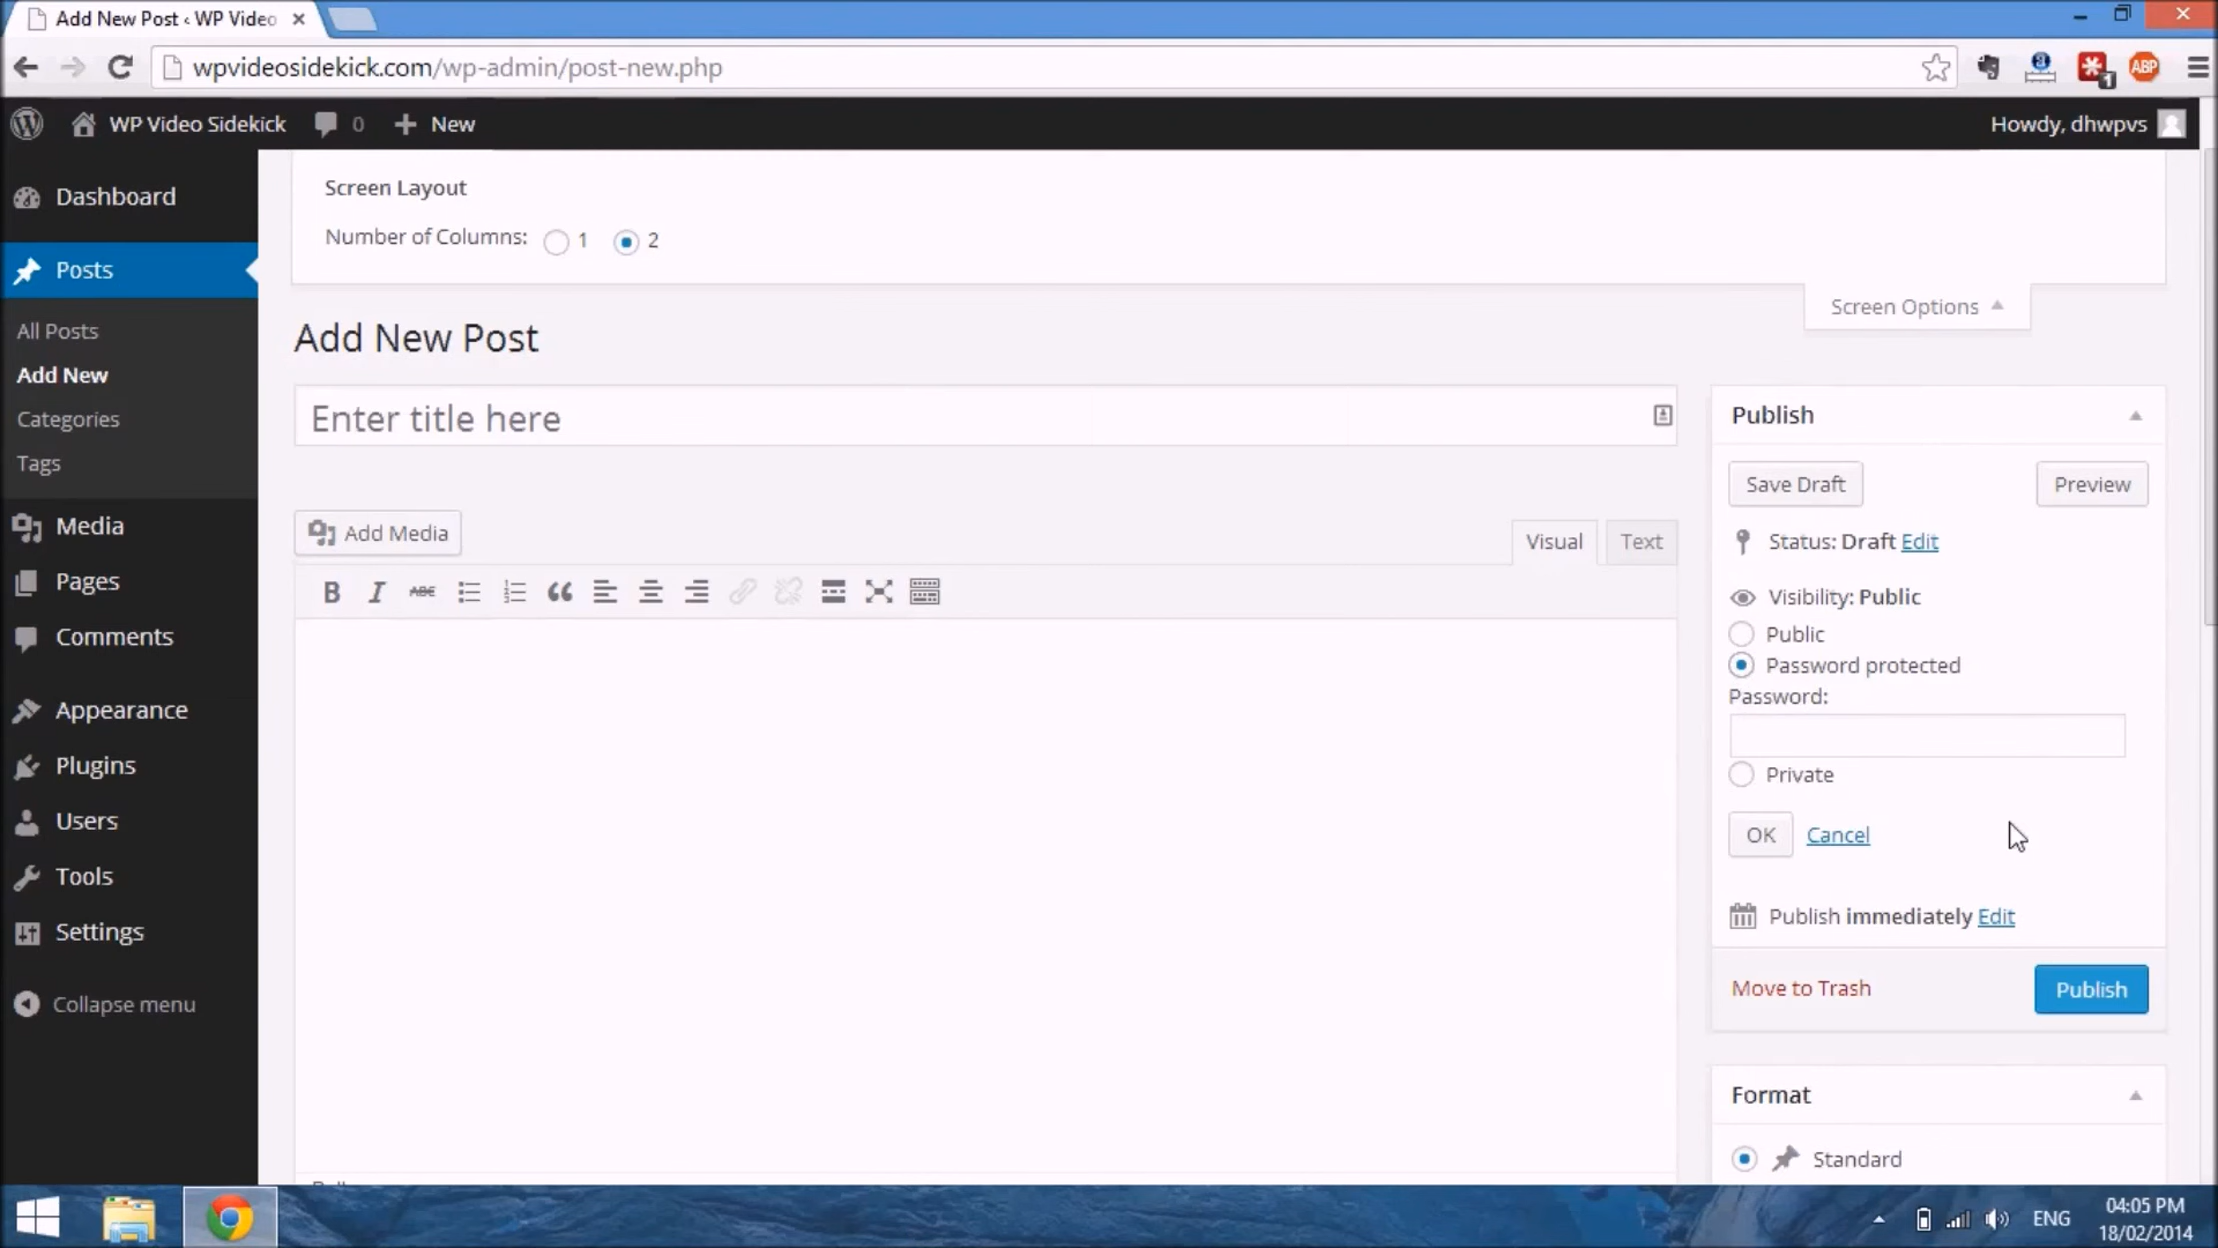 Add New Post ‹ WP Video
wpvideosidekick.com/wp-admin/post-new.php
ABP
1
WP Video Sidekick
0
New
Howdy, dhwpvs
Dashboard
Posts
All Posts
Add New
Categories
Tags
Media
Pages
Comments
Appearance
Plugins
Users
Tools
Settings
Collapse menu
Screen Layout
Number of Columns: 1 2
Screen Options
Add New Post
Enter title here
Add Media
Visual
Text
B I ABC
Publish
Save Draft
Preview
Status: Draft Edit
Visibility: Public
Public
Password protected
Password:
Private
OK
Cancel
Publish immediately Edit
Move to Trash
Publish
Format
Standard
ENG
04:05 PM
18/02/2014